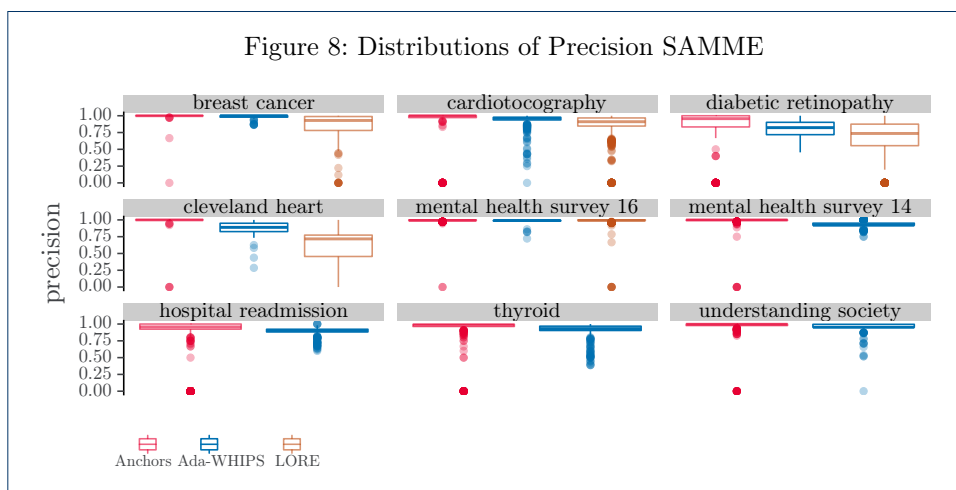 Figure 8: Distributions of Precision SAMME
breast cancer cardiotocography diabetic retinopathy
1.00
0.75
0.50
0.25
0.00
cleveland heart mental health survey 16 mental health survey 14
1.00
0.75
0.50
0.25
0.00
hospital readmission thyroid understanding society
1.00
0.75
0.50
0.25
0.00
precision
Anchors Ada-WHIPS LORE